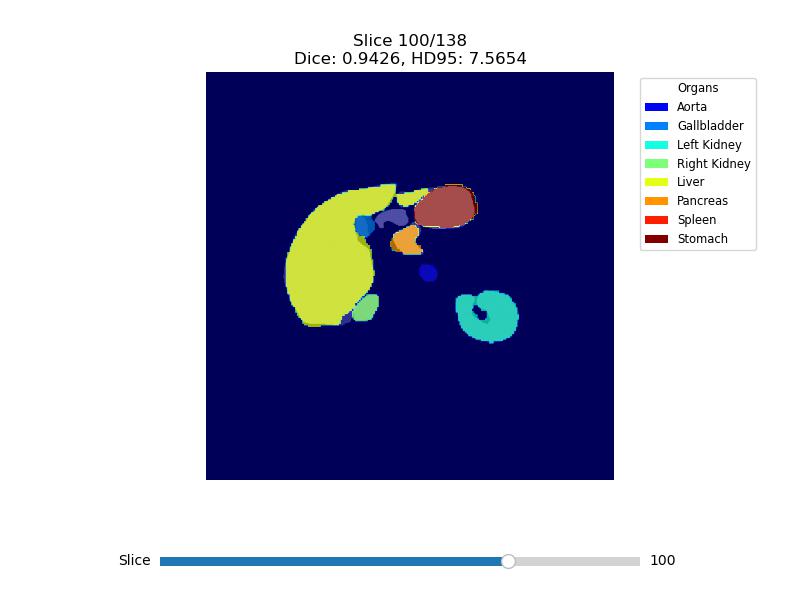 Slice 100/138
Dice: 0.9426, HD95: 7.5654
Organs
Aorta
Gallbladder
Left Kidney
Right Kidney
Liver
Pancreas
Spleen
Stomach
Slice 100